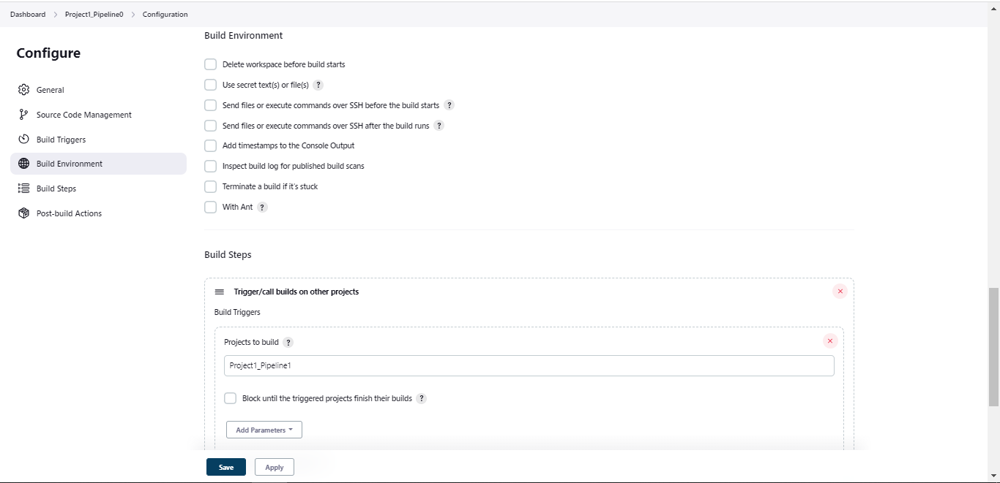 Dashboard > Project1_Pipeline0 > Configuration
Configure
General
Source Code Management
Build Triggers
Build Environment
Build Steps
Post-build Actions
Build Environment
Delete workspace before build starts
Use secret text(s) or file(s) ?
Send files or execute commands over SSH before the build starts ?
Send files or execute commands over SSH after the build runs ?
Add timestamps to the Console Output
Inspect build log for published build scans
Terminate a build if it's stuck
With Ant ?
Build Steps
Trigger/call builds on other projects
Build Triggers
Projects to build ?
Project1_Pipeline1
Block until the triggered projects finish their builds ?
Add Parameters
Save Apply